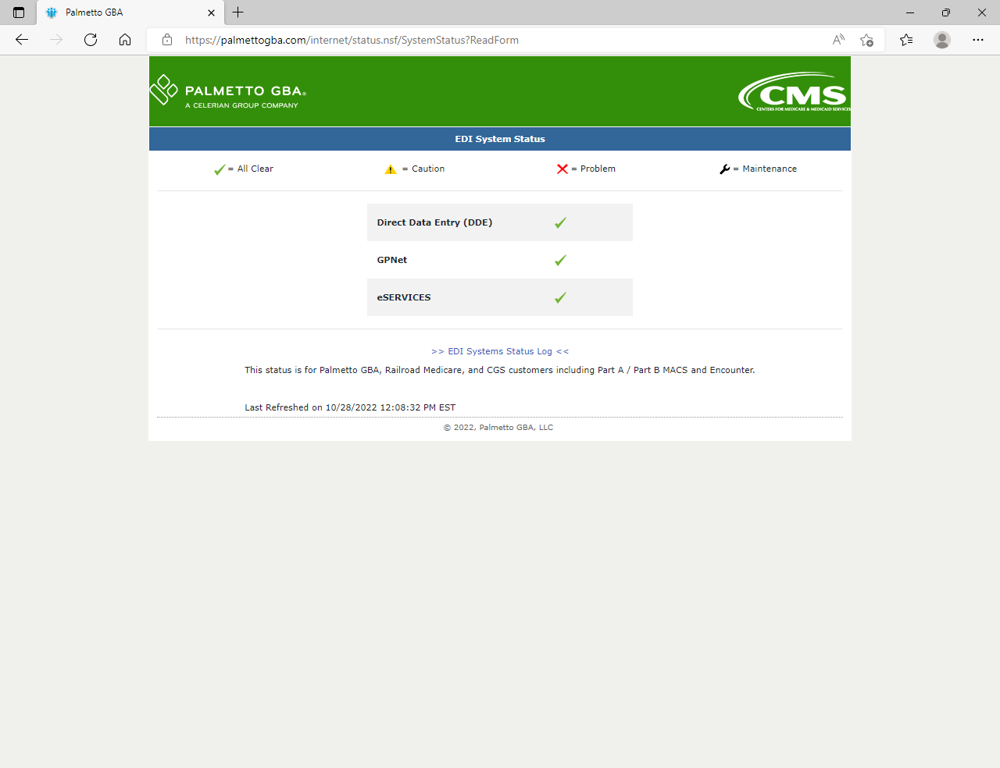 Palmetto GBA
https://palmettogba.com/internet/status.nsf/SystemStatus?ReadForm
PALMETTO GBA®
A CELERIAN GROUP COMPANY
CMS
CENTERS FOR MEDICARE & MEDICAID SERVICES
EDI System Status
= All Clear = Caution = Problem = Maintenance
Direct Data Entry (DDE)
GPNet
eSERVICES
>> EDI Systems Status Log <<
This status is for Palmetto GBA, Railroad Medicare, and CGS customers including Part A / Part B MACS and Encounter.
Last Refreshed on 10/28/2022 12:08:32 PM EST
© 2022, Palmetto GBA, LLC